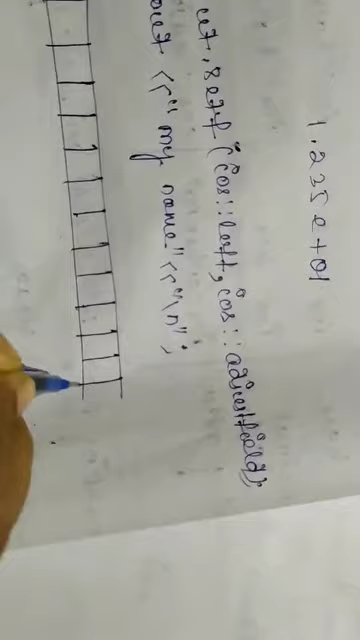 1.235e+01
ut.setf(ios::left,ios::adjustfield);
out <<"my name"<<"\n";